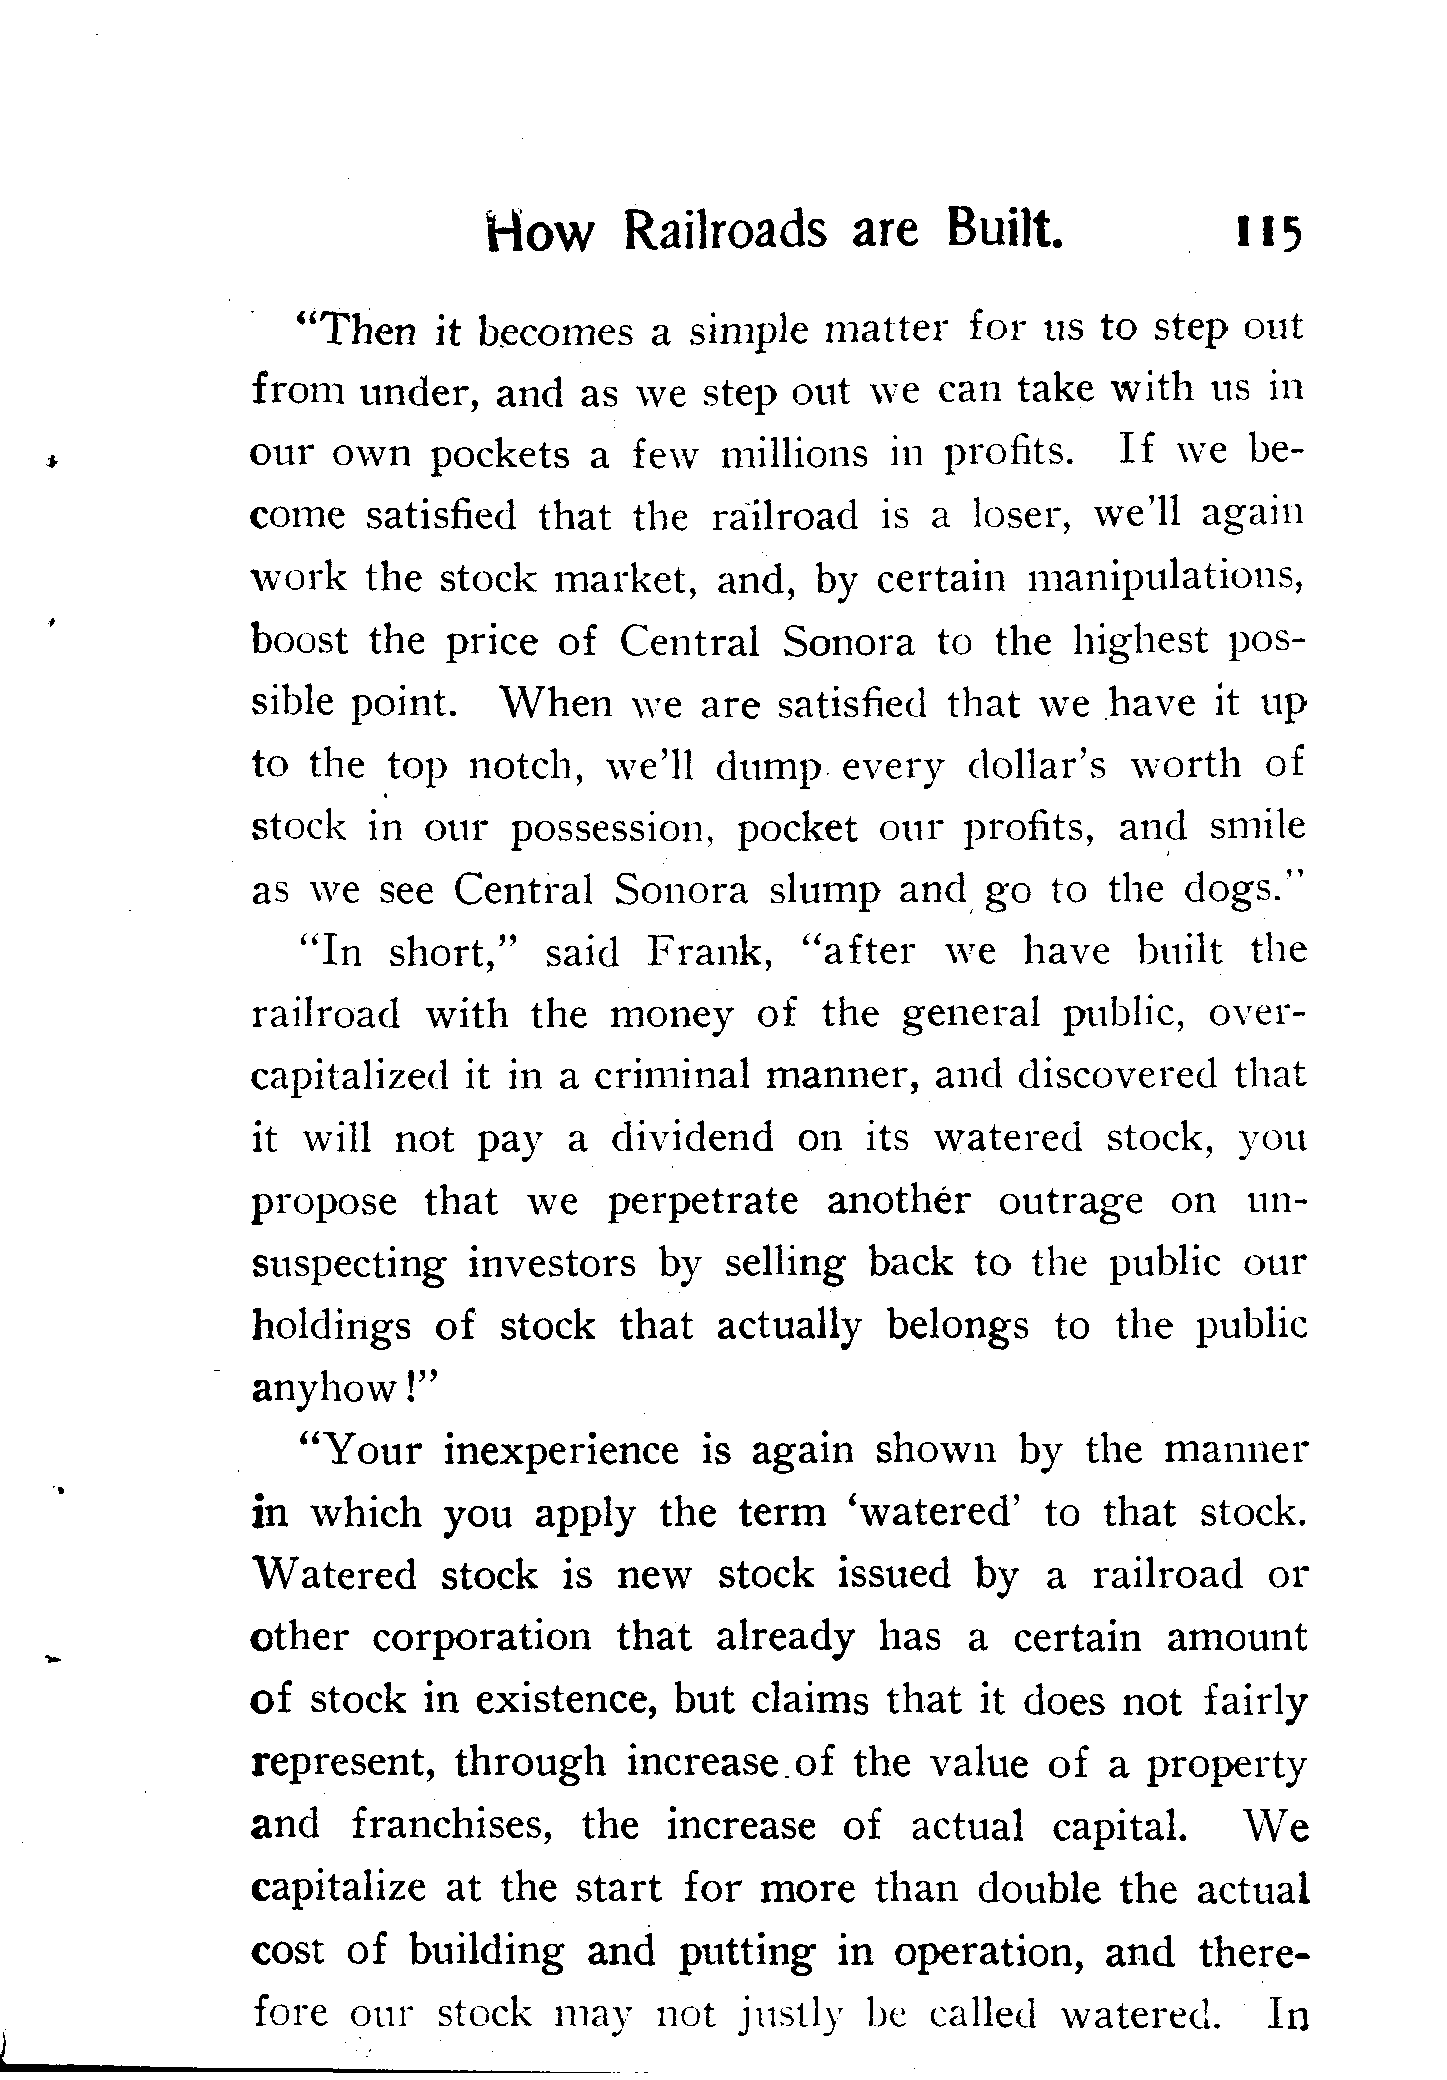 How Railroads are Built. 115
"Then it becomes a simple matter for us to step out
from under, and as we step out we can take with us in
our own pockets a few millions in profits. If we be-
come satisfied that the railroad is a loser, we'll again
work the stock market, and, by certain manipulations,
boost the price of Central Sonora to the highest pos-
sible point. When we are satisfied that we have it up
to the top notch, we'll dump every dollar's worth of
stock in our possession, pocket our profits, and smile
as we see Central Sonora slump and go to the dogs."
"In short," said Frank, "after we have built the
railroad with the money of the general public, over-
capitalized it in a criminal manner, and discovered that
it will not pay a dividend on its watered stock, you
propose that we perpetrate another outrage on un-
suspecting investors by selling back to the public our
holdings of stock that actually belongs to the public
anyhow!"
"Your inexperience is again shown by the manner
in which you apply the term 'watered' to that stock.
Watered stock is new stock issued by a railroad or
other corporation that already has a certain amount
of stock in existence, but claims that it does not fairly
represent, through increase of the value of a property
and franchises, the increase of actual capital. We
capitalize at the start for more than double the actual
cost of building and putting in operation, and there-
fore our stock may not justly be called watered. In